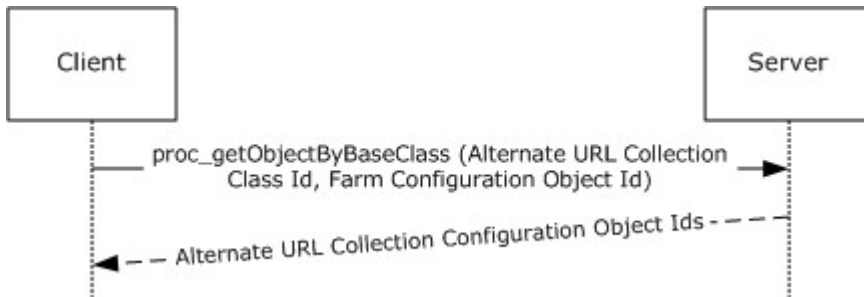 Client
Server
proc_getObjectByBaseClass (Alternate URL Collection
Class Id, Farm Configuration Object Id)
Alternate URL Collection Configuration Object Ids